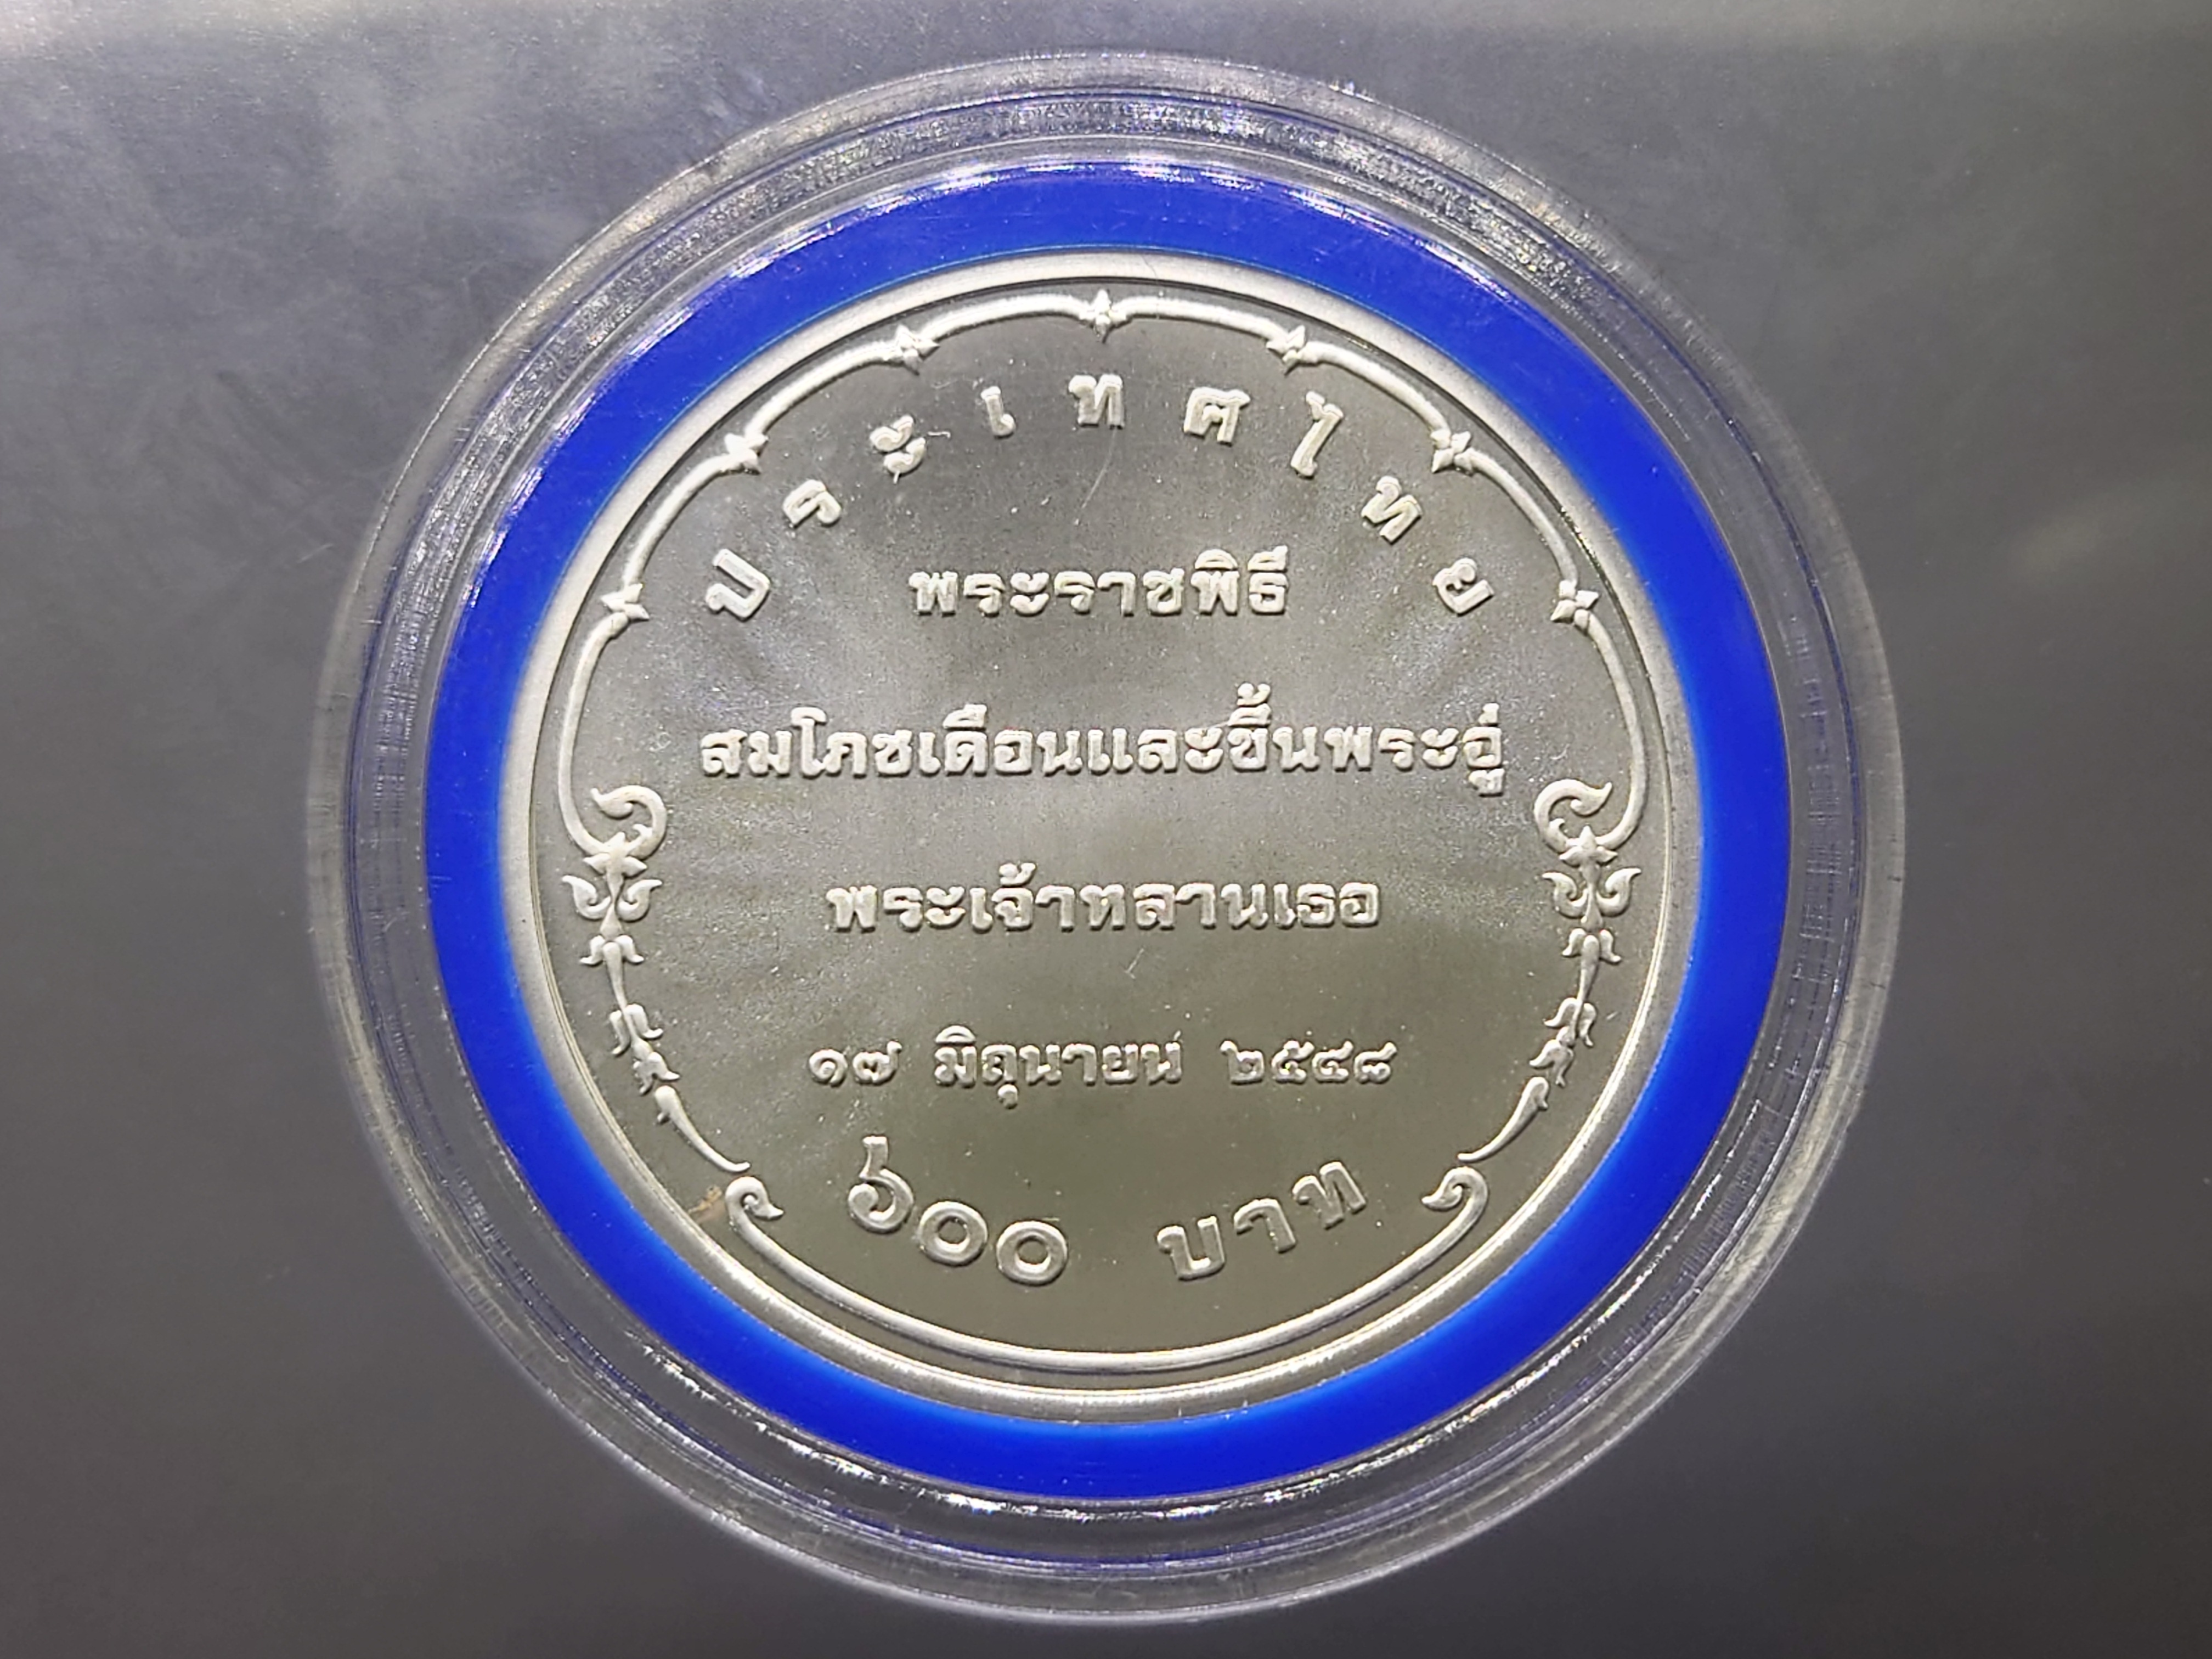 ประเทศไทย
พระราชพิธี
สมโภชเดือนและขึ้นพระอู่
พระเจ้าหลานเธอ
๑๗ มิถุนายน ๒๕๔๘
๖๐๐ บาท